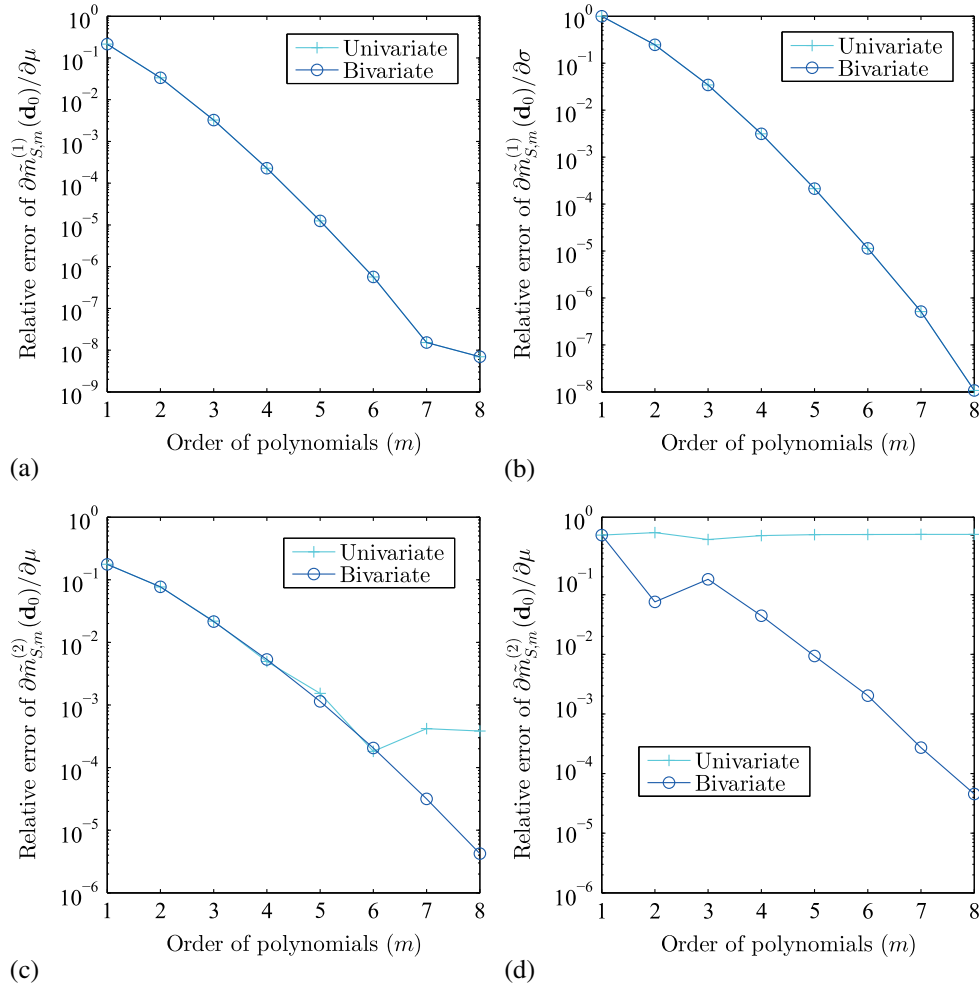 10^0
10^-1
10^-2
10^-3
10^-4
10^-5
10^-6
10^-7
10^-8
10^-9
Relative error of ∂m̃_{S,m}^{(1)}(d_0)/∂μ
Univariate
Bivariate
1 2 3 4 5 6 7 8
Order of polynomials (m)
(a)
10^0
10^-1
10^-2
10^-3
10^-4
10^-5
10^-6
10^-7
10^-8
Relative error of ∂m̃_{S,m}^{(1)}(d_0)/∂σ
Univariate
Bivariate
1 2 3 4 5 6 7 8
Order of polynomials (m)
(b)
10^0
10^-1
10^-2
10^-3
10^-4
10^-5
10^-6
Relative error of ∂m̃_{S,m}^{(2)}(d_0)/∂μ
Univariate
Bivariate
1 2 3 4 5 6 7 8
Order of polynomials (m)
(c)
10^0
10^-1
10^-2
10^-3
10^-4
10^-5
10^-6
Relative error of ∂m̃_{S,m}^{(2)}(d_0)/∂μ
Univariate
Bivariate
1 2 3 4 5 6 7 8
Order of polynomials (m)
(d)